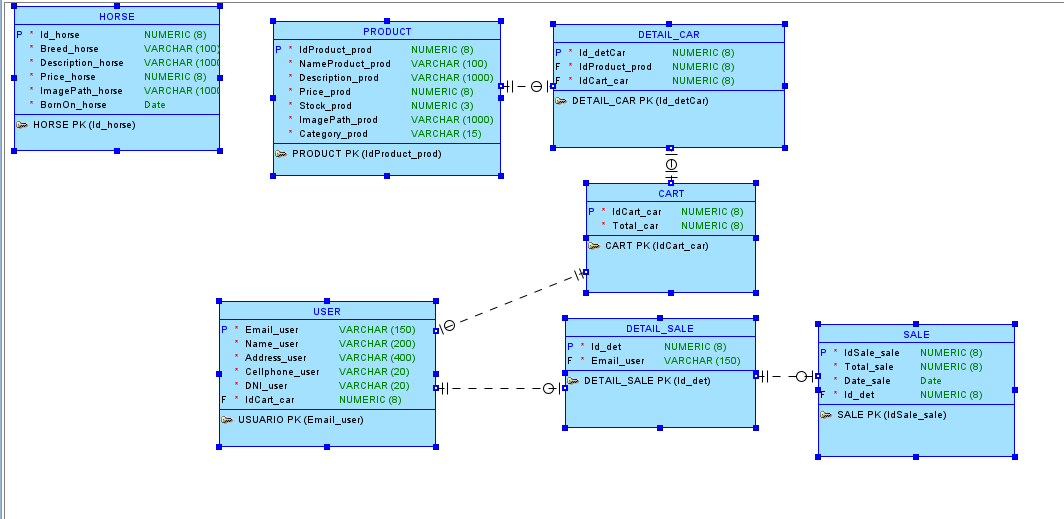 HORSE
P * Id_horse NUMERIC (8)
* Breed_horse VARCHAR (100)
* Description_horse VARCHAR (1000
* Price_horse NUMERIC (8)
* ImagePath_horse VARCHAR (1000
* BornOn_horse Date
HORSE PK (Id_horse)
PRODUCT
P * IdProduct_prod NUMERIC (8)
* NameProduct_prod VARCHAR (100)
* Description_prod VARCHAR (1000)
* Price_prod NUMERIC (8)
* Stock_prod NUMERIC (3)
* ImagePath_prod VARCHAR (1000)
* Category_prod VARCHAR (15)
PRODUCT PK (IdProduct_prod)
DETAIL_CAR
P * Id_detCar NUMERIC (8)
F * IdProduct_prod NUMERIC (8)
F * IdCart_car NUMERIC (8)
DETAIL_CAR PK (Id_detCar)
CART
P * IdCart_car NUMERIC (8)
* Total_car NUMERIC (8)
CART PK (IdCart_car)
USER
P * Email_user VARCHAR (150)
* Name_user VARCHAR (200)
* Address_user VARCHAR (400)
* Cellphone_user VARCHAR (20)
* DNI_user VARCHAR (20)
F * IdCart_car NUMERIC (8)
USUARIO PK (Email_user)
DETAIL_SALE
P * Id_det NUMERIC (8)
F * Email_user VARCHAR (150)
DETAIL_SALE PK (Id_det)
SALE
P * IdSale_sale NUMERIC (8)
* Total_sale NUMERIC (8)
* Date_sale Date
F * Id_det NUMERIC (8)
SALE PK (IdSale_sale)